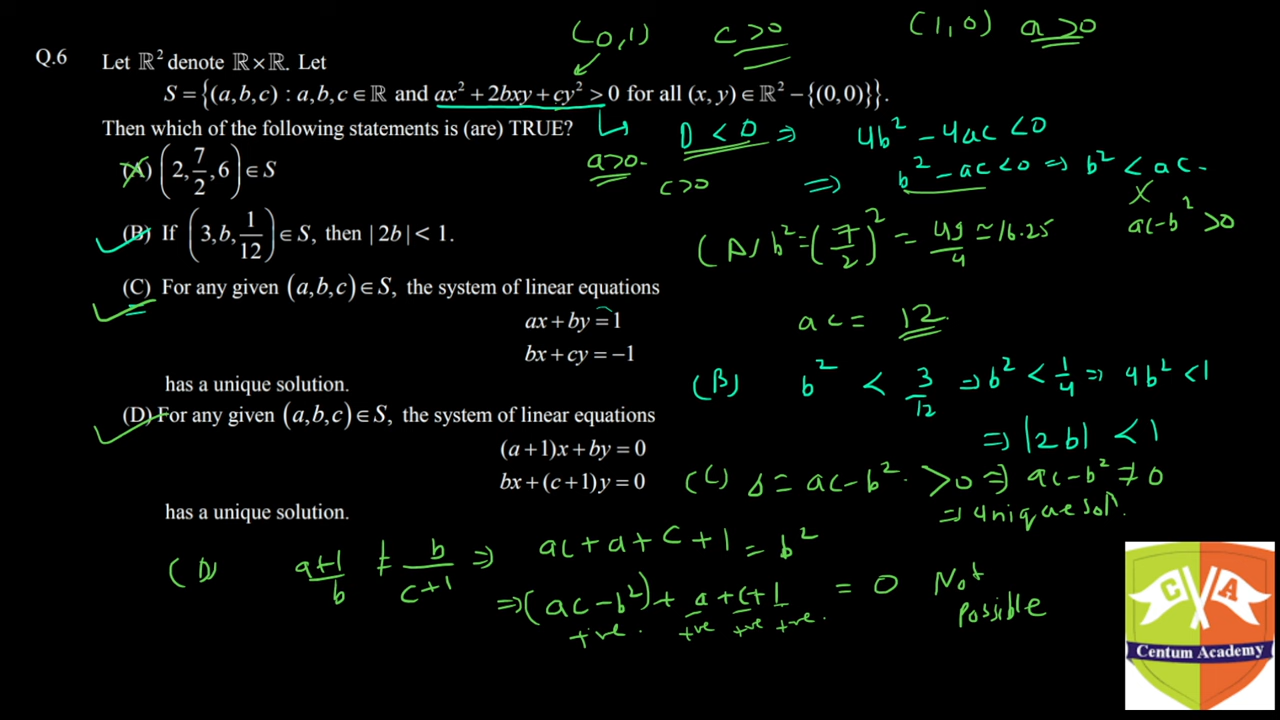 (0,1) c>0 (1,0) a>0
Q.6 Let ℝ² denote ℝ×ℝ. Let
S = {(a,b,c) : a,b,c ∈ ℝ and ax² + 2bxy + cy² > 0 for all (x, y) ∈ ℝ² − {(0,0)}}.
Then which of the following statements is (are) TRUE?
(A) (2, 7/2, 6) ∈ S
(B) If (3, b, 1/12) ∈ S, then |2b| < 1.
(C) For any given (a,b,c) ∈ S, the system of linear equations
ax + by = 1
bx + cy = −1
has a unique solution.
(D) For any given (a,b,c) ∈ S, the system of linear equations
(a+1)x + by = 0
bx + (c+1)y = 0
has a unique solution.
D < 0 ⇒ 4b² − 4ac < 0
a>0.
c>0
⇒ b² − ac < 0 ⇒ b² < ac.
ac − b² > 0
(A) b² = (7/2)² = 49/4 ≃ 16.25
ac = 12
(B) b² < 3/12 ⇒ b² < 1/4 ⇒ 4b² < 1
⇒ |2b| < 1
(C) Δ = ac − b² > 0 ⇒ ac − b² ≠ 0
⇒ unique sol.
(D) a+1/b ≠ b/c+1 ⇒ ac + a + c + 1 = b²
⇒ (ac − b²) + a + c + 1 = 0 Not Possible
+ve. +ve +ve +ve.
C A
Centum Academy